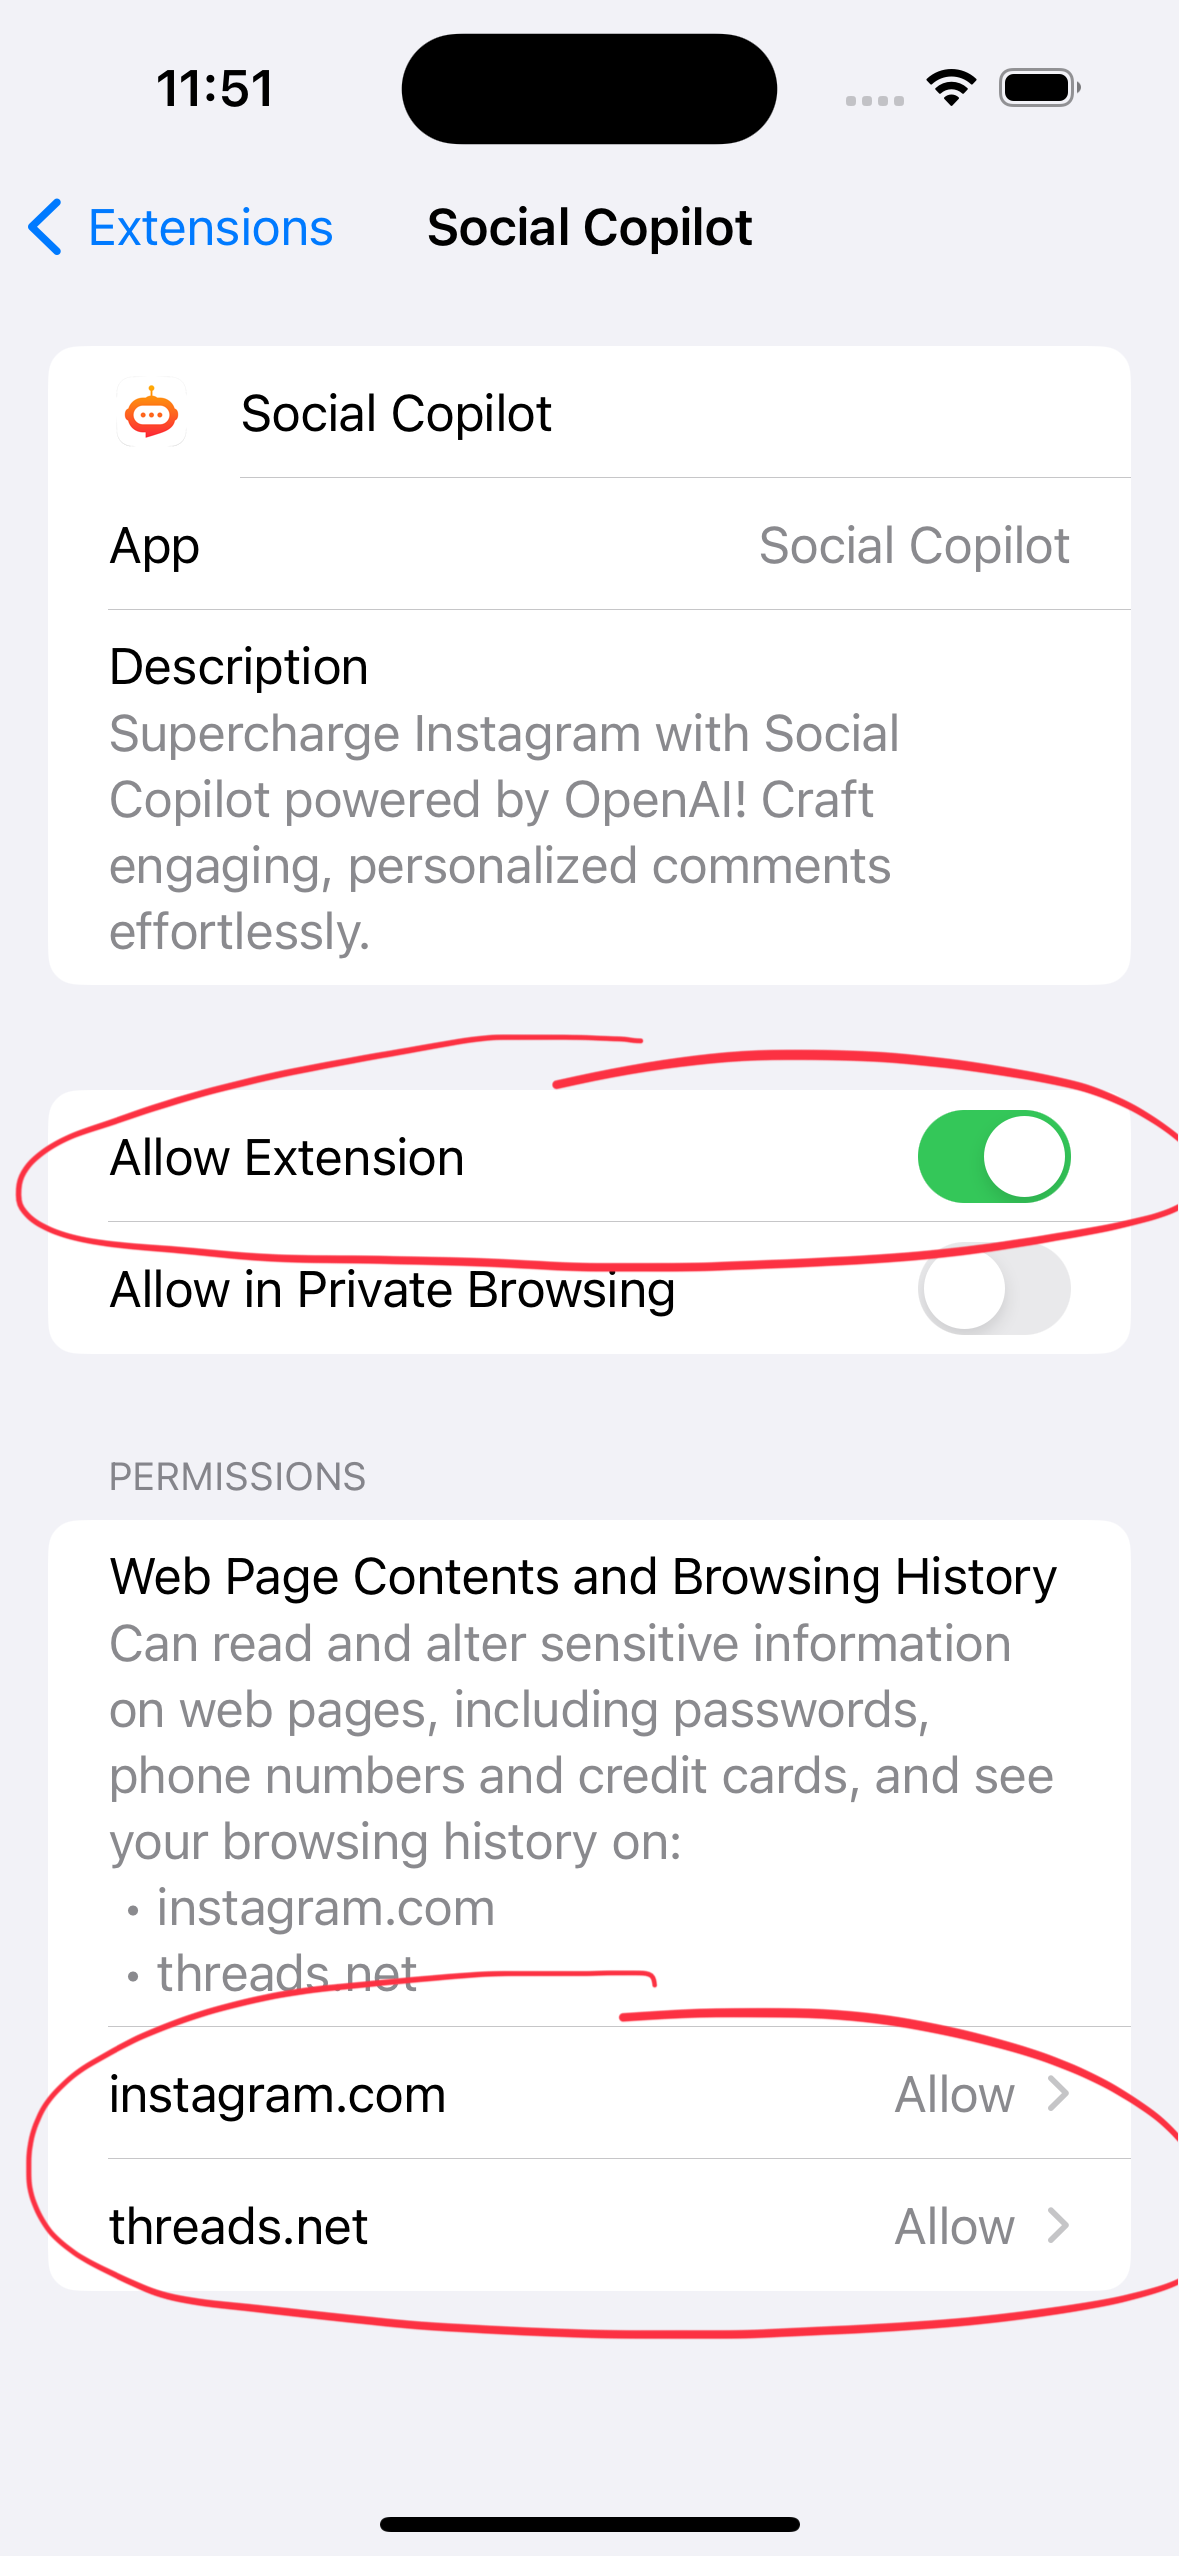 11:51
Extensions
Social Copilot
Social Copilot
App Social Copilot
Description
Supercharge Instagram with Social
Copilot powered by OpenAI! Craft
engaging, personalized comments
effortlessly.
Allow Extension
Allow in Private Browsing
PERMISSIONS
Web Page Contents and Browsing History
Can read and alter sensitive information
on web pages, including passwords,
phone numbers and credit cards, and see
your browsing history on:
• instagram.com
• threads.net
instagram.com Allow
threads.net Allow